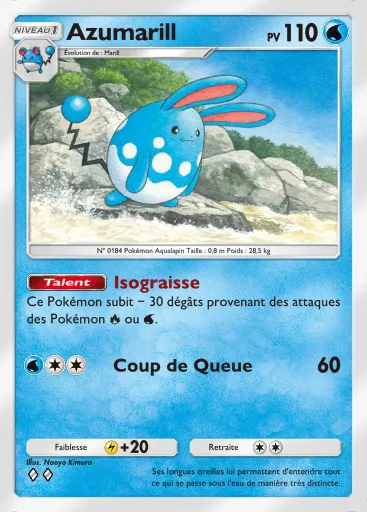 NIVEAU 1
Azumarill
PV 110
Évolution de : Marill
N° 0184 Pokémon Aqualapin Taille : 0,8 m Poids : 28,5 kg
Talent Isograisse
Ce Pokémon subit − 30 dégâts provenant des attaques
des Pokémon ou .
Coup de Queue 60
Faiblesse +20 Retraite
Illus. Naoyo Kimura
Ses longues oreilles lui permettent d'entendre tout
ce qui se passe sous l'eau de manière très distincte.